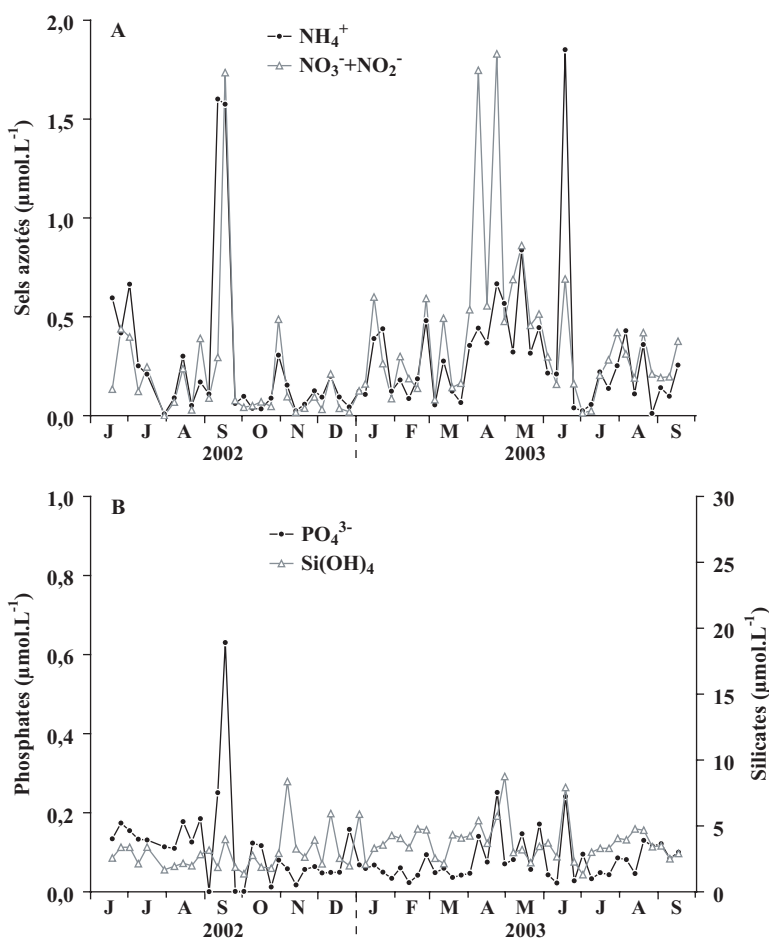 A
NH₄⁺
NO₃⁻+NO₂⁻
Sels azotés (µmol.L⁻¹)
2,0
1,5
1,0
0,5
0,0
J J A S O N D J F M A M J J A S
2002 2003
B
PO₄³⁻
Si(OH)₄
Phosphates (µmol.L⁻¹)
1,0
0,8
0,6
0,4
0,2
0,0
Silicates (µmol.L⁻¹)
30
25
20
15
10
5
0
J J A S O N D J F M A M J J A S
2002 2003